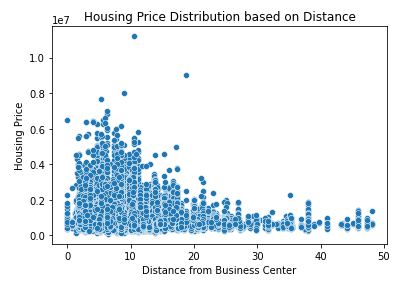 Housing Price Distribution based on Distance
1e7
1.0
0.8
0.6
0.4
0.2
0.0
Housing Price
0 10 20 30 40 50
Distance from Business Center